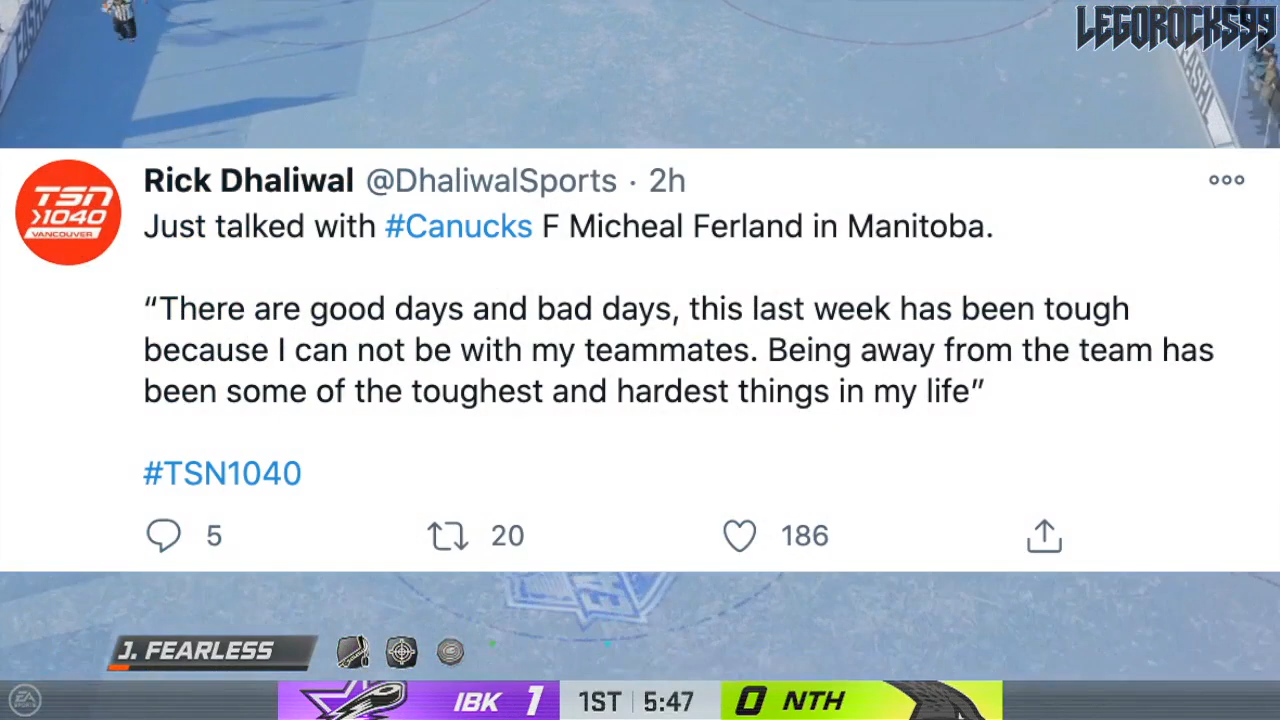 LEGOROCKS99
TSN
1040
VANCOUVER
Rick Dhaliwal @DhaliwalSports · 2h
Just talked with #Canucks F Micheal Ferland in Manitoba.
“There are good days and bad days, this last week has been tough
because I can not be with my teammates. Being away from the team has
been some of the toughest and hardest things in my life”
#TSN1040
5 20 186
J. FEARLESS
EA
SPORTS
IBK 1 1ST 5:47 0 NTH